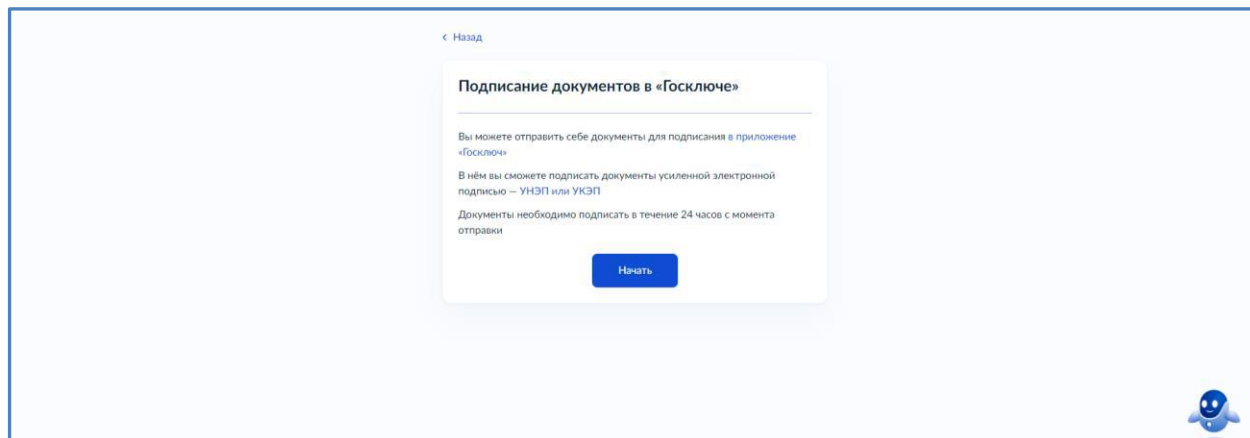 ‹ Назад
Подписание документов в «Госключе»
Вы можете отправить себе документы для подписания в приложение
«Госключ»
В нём вы сможете подписать документы усиленной электронной
подписью — УНЭП или УКЭП
Документы необходимо подписать в течение 24 часов с момента
отправки
Начать